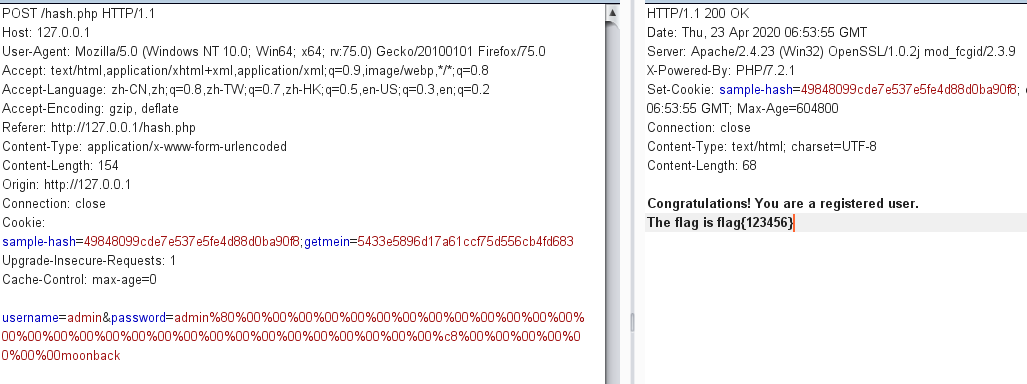 POST /hash.php HTTP/1.1
Host: 127.0.0.1
User-Agent: Mozilla/5.0 (Windows NT 10.0; Win64; x64; rv:75.0) Gecko/20100101 Firefox/75.0
Accept: text/html,application/xhtml+xml,application/xml;q=0.9,image/webp,*/*;q=0.8
Accept-Language: zh-CN,zh;q=0.8,zh-TW;q=0.7,zh-HK;q=0.5,en-US;q=0.3,en;q=0.2
Accept-Encoding: gzip, deflate
Referer: http://127.0.0.1/hash.php
Content-Type: application/x-www-form-urlencoded
Content-Length: 154
Origin: http://127.0.0.1
Connection: close
Cookie:
sample-hash=49848099cde7e537e5fe4d88d0ba90f8;getmein=5433e5896d17a61ccf75d556cb4fd683
Upgrade-Insecure-Requests: 1
Cache-Control: max-age=0
username=admin&password=admin%80%00%00%00%00%00%00%00%00%00%00%00%00%00%
00%00%00%00%00%00%00%00%00%00%00%00%00%00%00%00%00%c8%00%00%00%00%0
0%00%00moonback
HTTP/1.1 200 OK
Date: Thu, 23 Apr 2020 06:53:55 GMT
Server: Apache/2.4.23 (Win32) OpenSSL/1.0.2j mod_fcgid/2.3.9
X-Powered-By: PHP/7.2.1
Set-Cookie: sample-hash=49848099cde7e537e5fe4d88d0ba90f8;
06:53:55 GMT; Max-Age=604800
Connection: close
Content-Type: text/html; charset=UTF-8
Content-Length: 68
Congratulations! You are a registered user.
The flag is flag{123456}